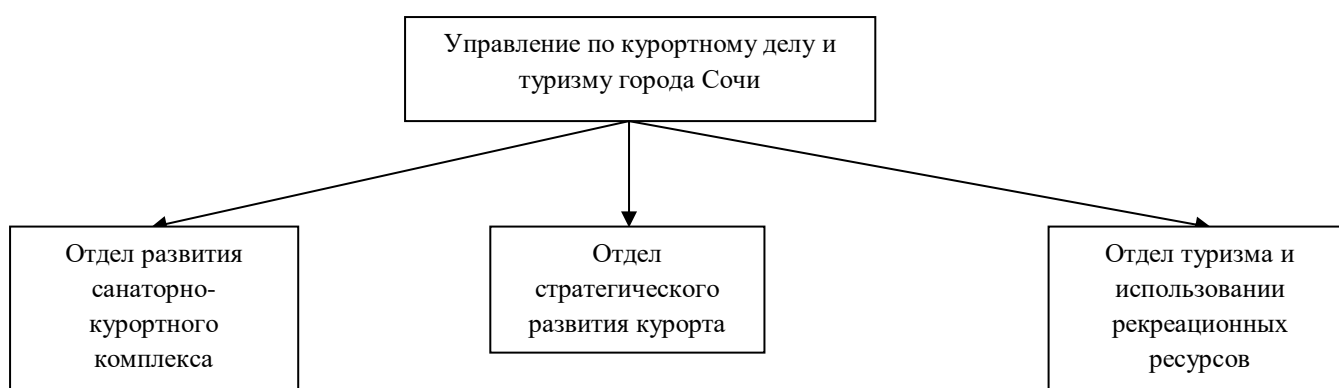 Управление по курортному делу и
туризму города Сочи
Отдел развития
санаторно-
курортного
комплекса
Отдел
стратегического
развития курорта
Отдел туризма и
использовании
рекреационных
ресурсов